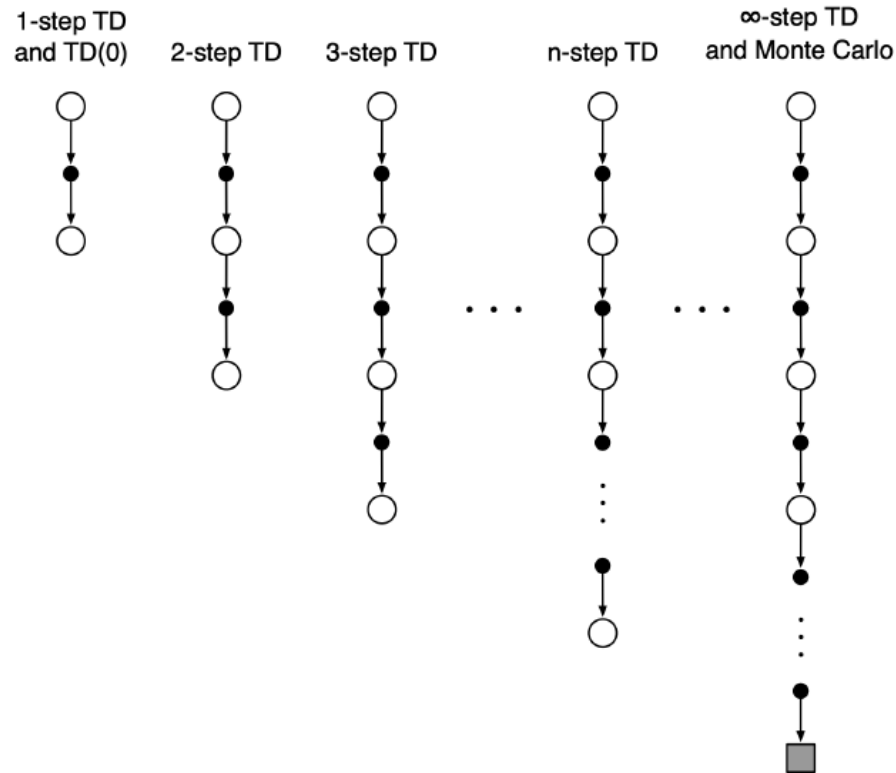 1-step TD
and TD(0)
2-step TD
3-step TD
n-step TD
∞-step TD
and Monte Carlo